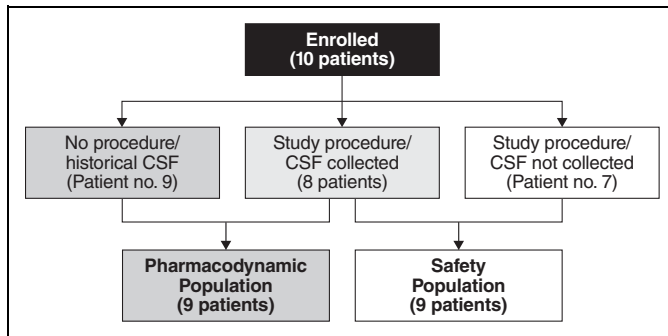 Enrolled
(10 patients)
No procedure/
historical CSF
(Patient no. 9)
Study procedure/
CSF collected
(8 patients)
Study procedure/
CSF not collected
(Patient no. 7)
Pharmacodynamic
Population
(9 patients)
Safety
Population
(9 patients)